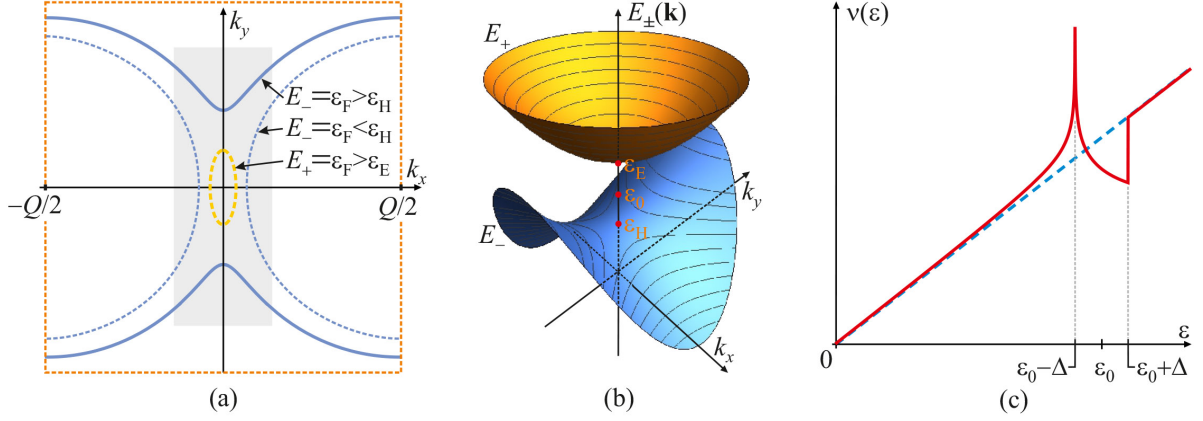 k_y
E_−=ε_F>ε_H
E_−=ε_F<ε_H
E_+=ε_F>ε_E
k_x
−Q/2
Q/2
(a)
E_±(k)
E_+
ε_E
ε_0
ε_H
k_y
E_−
k_x
(b)
ν(ε)
ε
0
ε_0−Δ
ε_0
ε_0+Δ
(c)